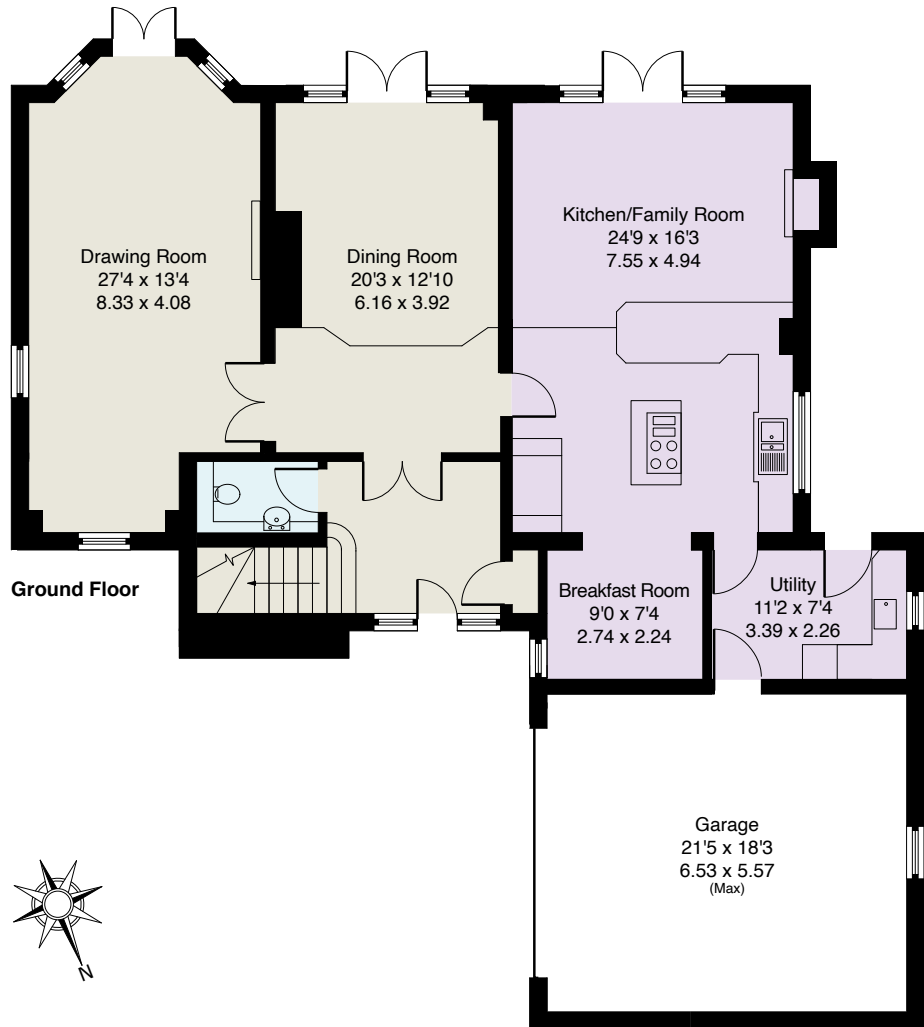 Drawing Room
27'4 x 13'4
8.33 x 4.08
Dining Room
20'3 x 12'10
6.16 x 3.92
Kitchen/Family Room
24'9 x 16'3
7.55 x 4.94
Ground Floor
Breakfast Room
9'0 x 7'4
2.74 x 2.24
Utility
11'2 x 7'4
3.39 x 2.26
Garage
21'5 x 18'3
6.53 x 5.57
(Max)
N